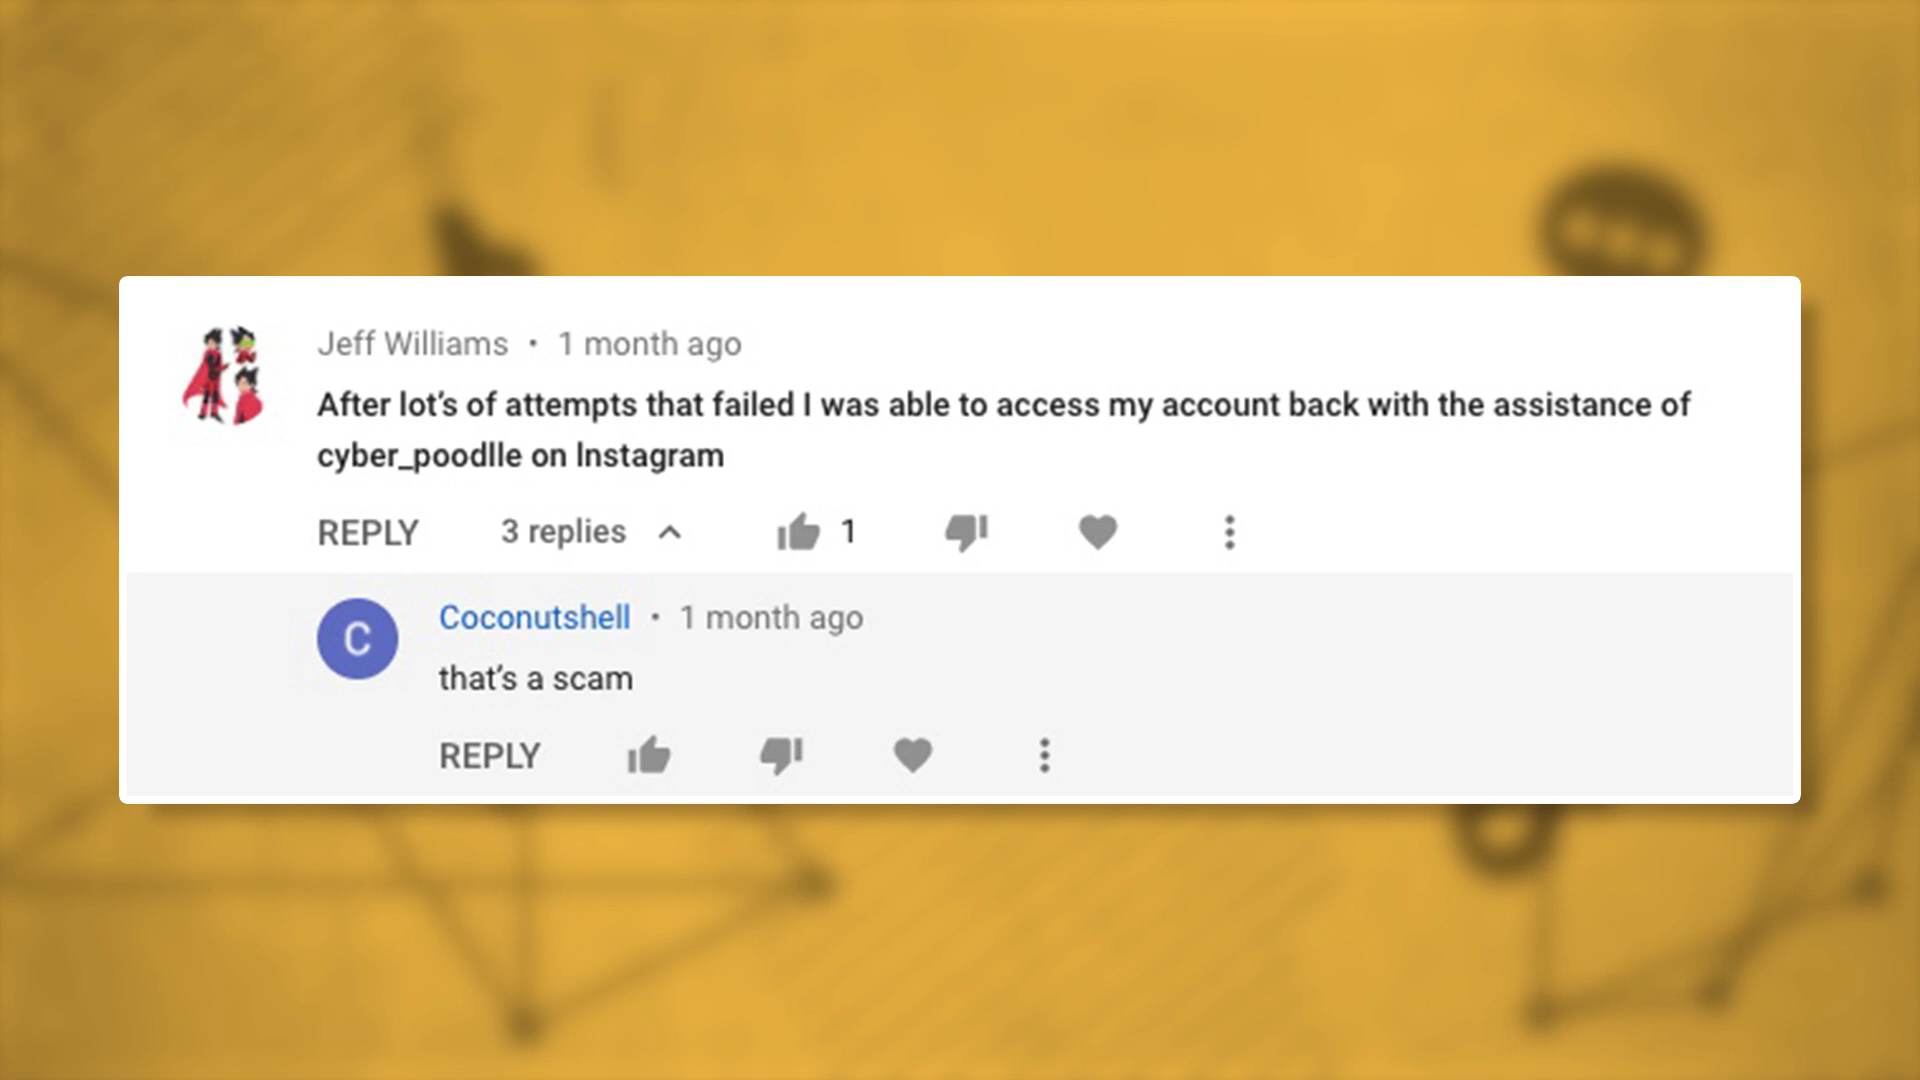 Jeff Williams • 1 month ago
After lot's of attempts that failed I was able to access my account back with the assistance of
cyber_poodlle on lnstagram
REPLY 3 replies 1
C
Coconutshell • 1 month ago
that's a scam
REPLY